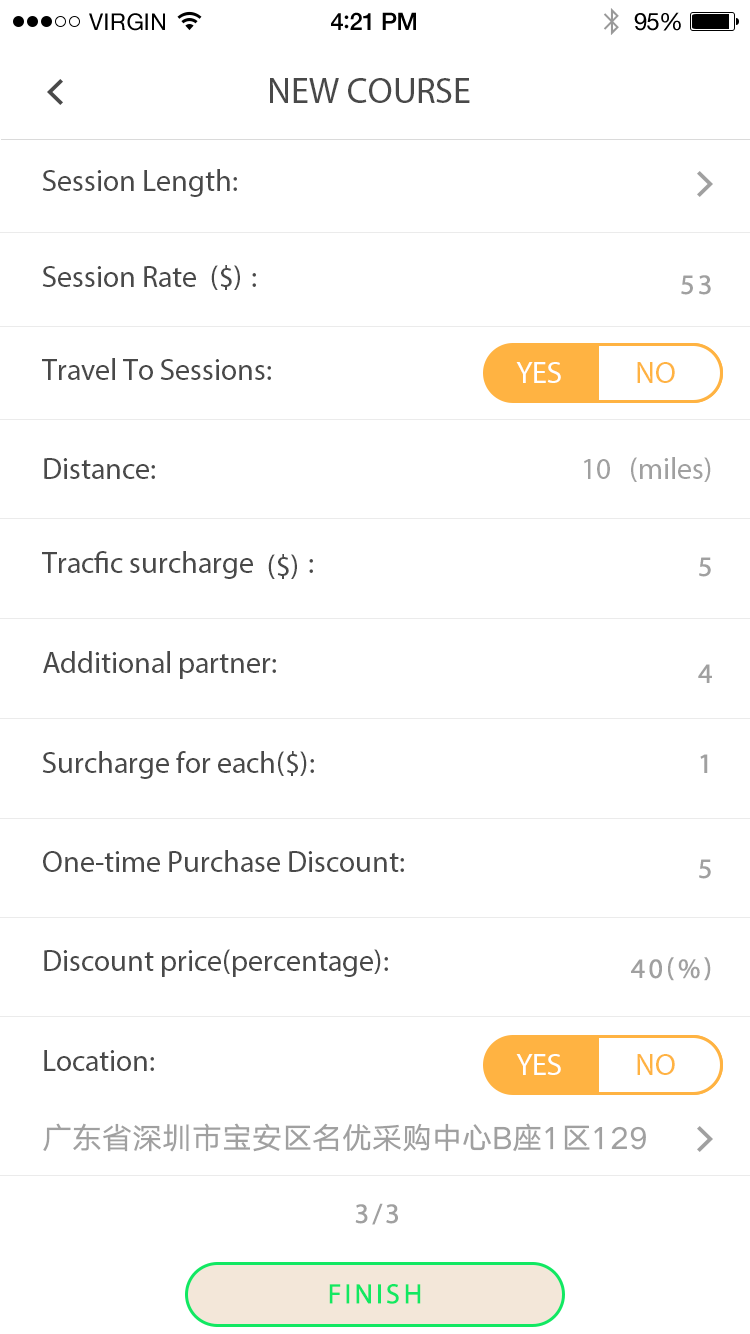 VIRGIN 4:21 PM 95%
NEW COURSE
Session Length:
Session Rate ($) : 53
Travel To Sessions: YES NO
Distance: 10 (miles)
Tracfic surcharge ($) : 5
Additional partner: 4
Surcharge for each($): 1
One-time Purchase Discount: 5
Discount price(percentage): 40(%)
Location: YES NO
广东省深圳市宝安区名优采购中心B座1区129
3/3
FINISH